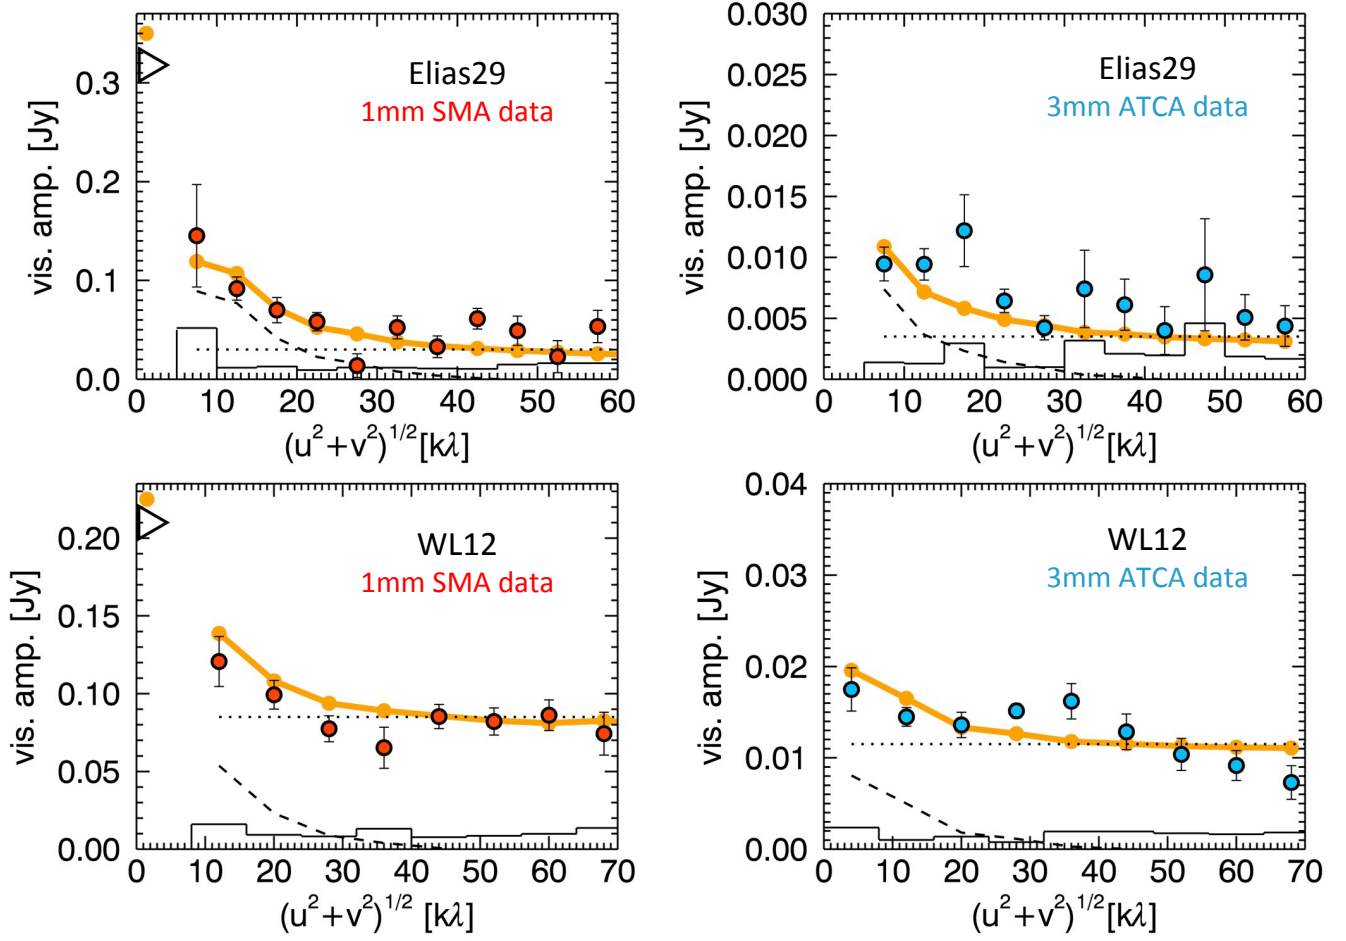 vis. amp. [Jy]
0.3
0.2
0.1
0.0
Elias29
1mm SMA data
0 10 20 30 40 50 60
(u²+v²)^1/2[kλ]
vis. amp. [Jy]
0.030
0.025
0.020
0.015
0.010
0.005
0.000
Elias29
3mm ATCA data
0 10 20 30 40 50 60
(u²+v²)^1/2[kλ]
vis. amp. [Jy]
0.20
0.15
0.10
0.05
0.00
WL12
1mm SMA data
0 10 20 30 40 50 60 70
(u²+v²)^1/2 [kλ]
vis. amp. [Jy]
0.04
0.03
0.02
0.01
0.00
WL12
3mm ATCA data
0 10 20 30 40 50 60 70
(u²+v²)^1/2[kλ]